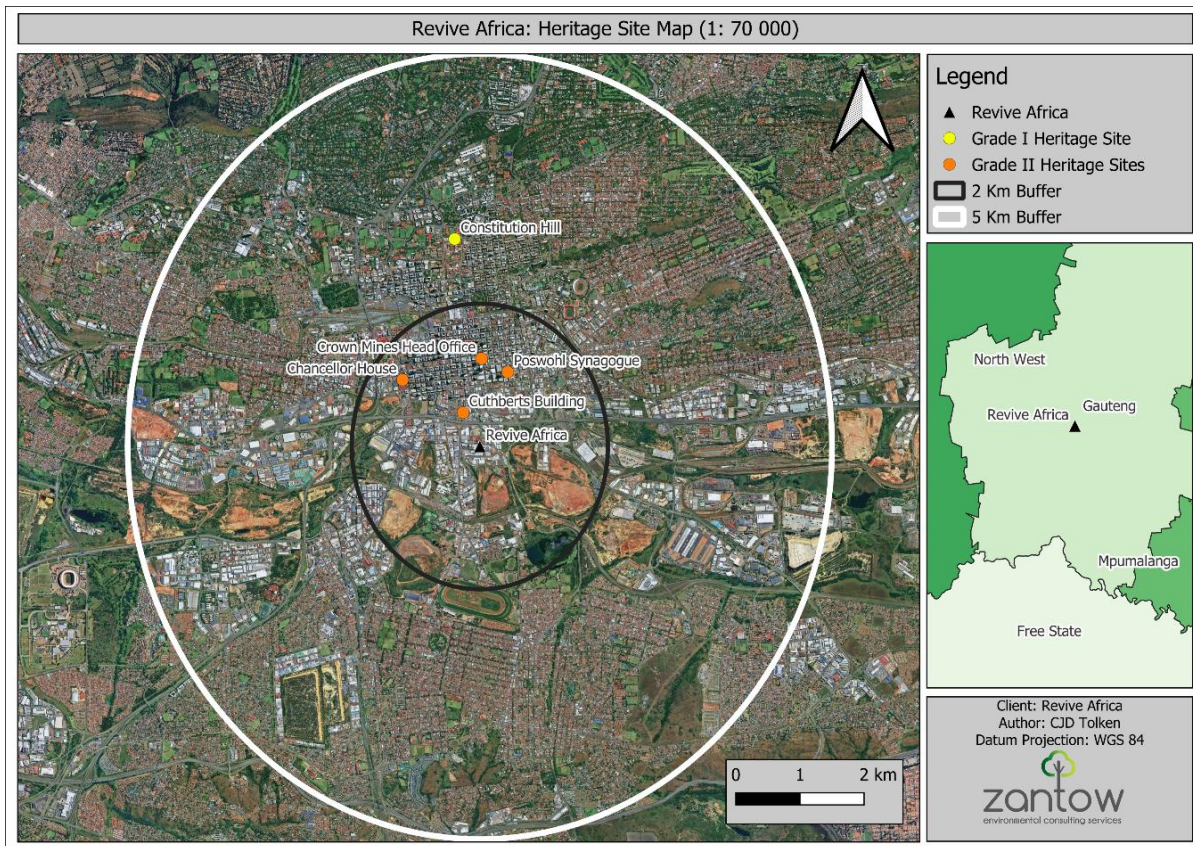 Revive Africa: Heritage Site Map (1: 70 000)
Constitution Hill
Crown Mines Head Office
Poswohl Synagogue
Chancellor House
Cuthberts Building
Revive Africa
0 1 2 km
Legend
Revive Africa
Grade I Heritage Site
Grade II Heritage Sites
2 Km Buffer
5 Km Buffer
North West
Gauteng
Revive Africa
Mpumalanga
Free State
Client: Revive Africa
Author: CJD Tolken
Datum Projection: WGS 84
zantow
environmental consulting services